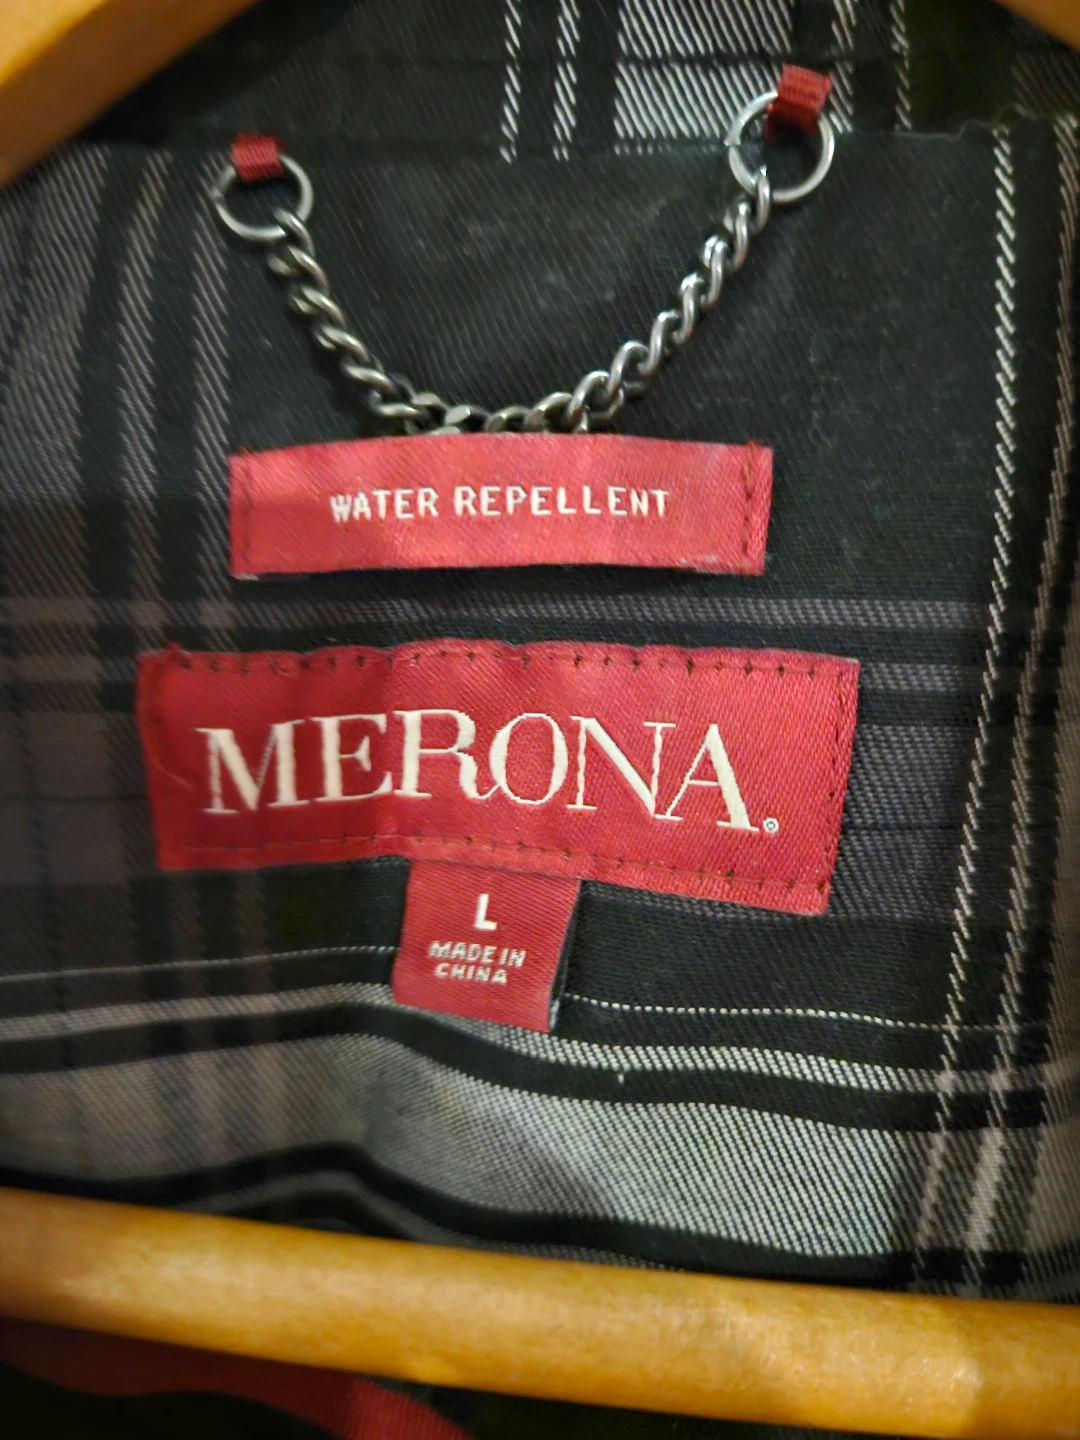 WATER REPELLENT
MERONA®
L
MADE IN
CHINA